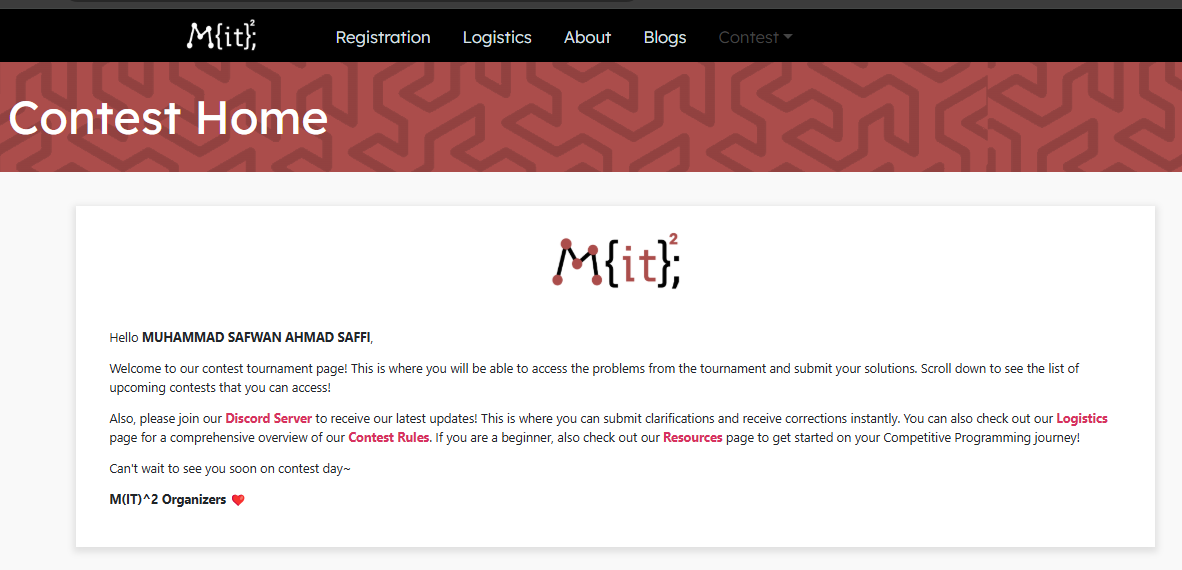 M{it}²;
Registration Logistics About Blogs Contest
Contest Home
M{it}²;
Hello MUHAMMAD SAFWAN AHMAD SAFFI,
Welcome to our contest tournament page! This is where you will be able to access the problems from the tournament and submit your solutions. Scroll down to see the list of
upcoming contests that you can access!
Also, please join our Discord Server to receive our latest updates! This is where you can submit clarifications and receive corrections instantly. You can also check out our Logistics
page for a comprehensive overview of our Contest Rules. If you are a beginner, also check out our Resources page to get started on your Competitive Programming journey!
Can't wait to see you soon on contest day~
M(IT)^2 Organizers ❤️